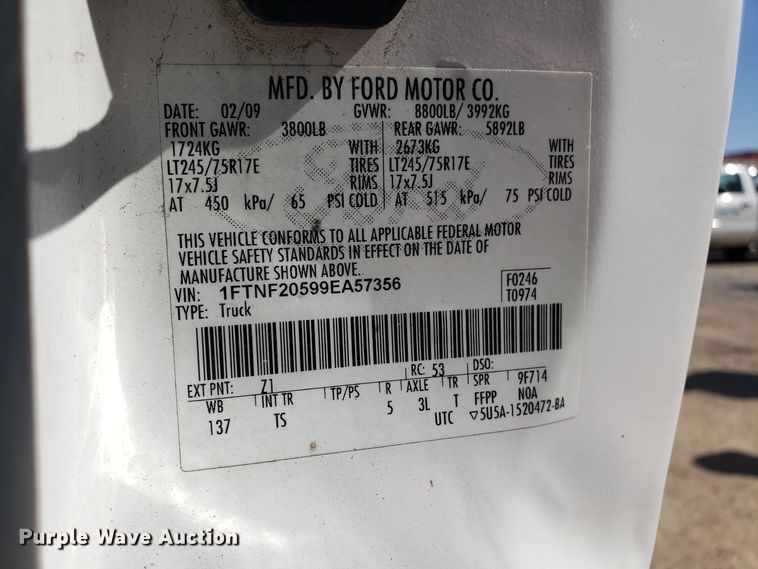 MFD. BY FORD MOTOR CO.
DATE: 02/09 GVWR: 8800LB/ 3992KG
FRONT GAWR: 3800LB REAR GAWR: 5892LB
1724KG WITH 2673KG WITH
LT245/75R17E TIRES LT245/75R17E TIRES
17x7.5J RIMS 17x7.5J RIMS
AT 450 kPa/ 65 PSI COLD AT 515 kPa/ 75 PSI COLD
THIS VEHICLE CONFORMS TO ALL APPLICABLE FEDERAL MOTOR
VEHICLE SAFETY STANDARDS IN EFFECT ON THE DATE OF
MANUFACTURE SHOWN ABOVE.
VIN: 1FTNF20599EA57356 F0246
TYPE: Truck T0974
EXT PNT: Z1 RC: 53 DSO:
WB INT TR TP/PS R AXLE TR SPR 9F714
137 TS 5 3L T FFPP NOA
UTC ▽5U5A-1520472-BA
Purple Wave Auction